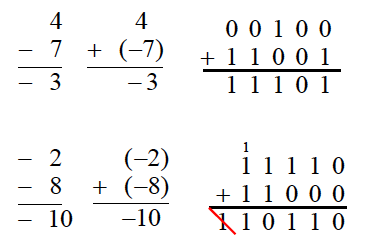 4 4 0 0 1 0 0
– 7 + (–7) + 1 1 0 0 1
– 3 –3 1 1 1 0 1
1
– 2 (–2) 1 1 1 1 0
– 8 + (–8) + 1 1 0 0 0
– 10 –10 1 1 0 1 1 0